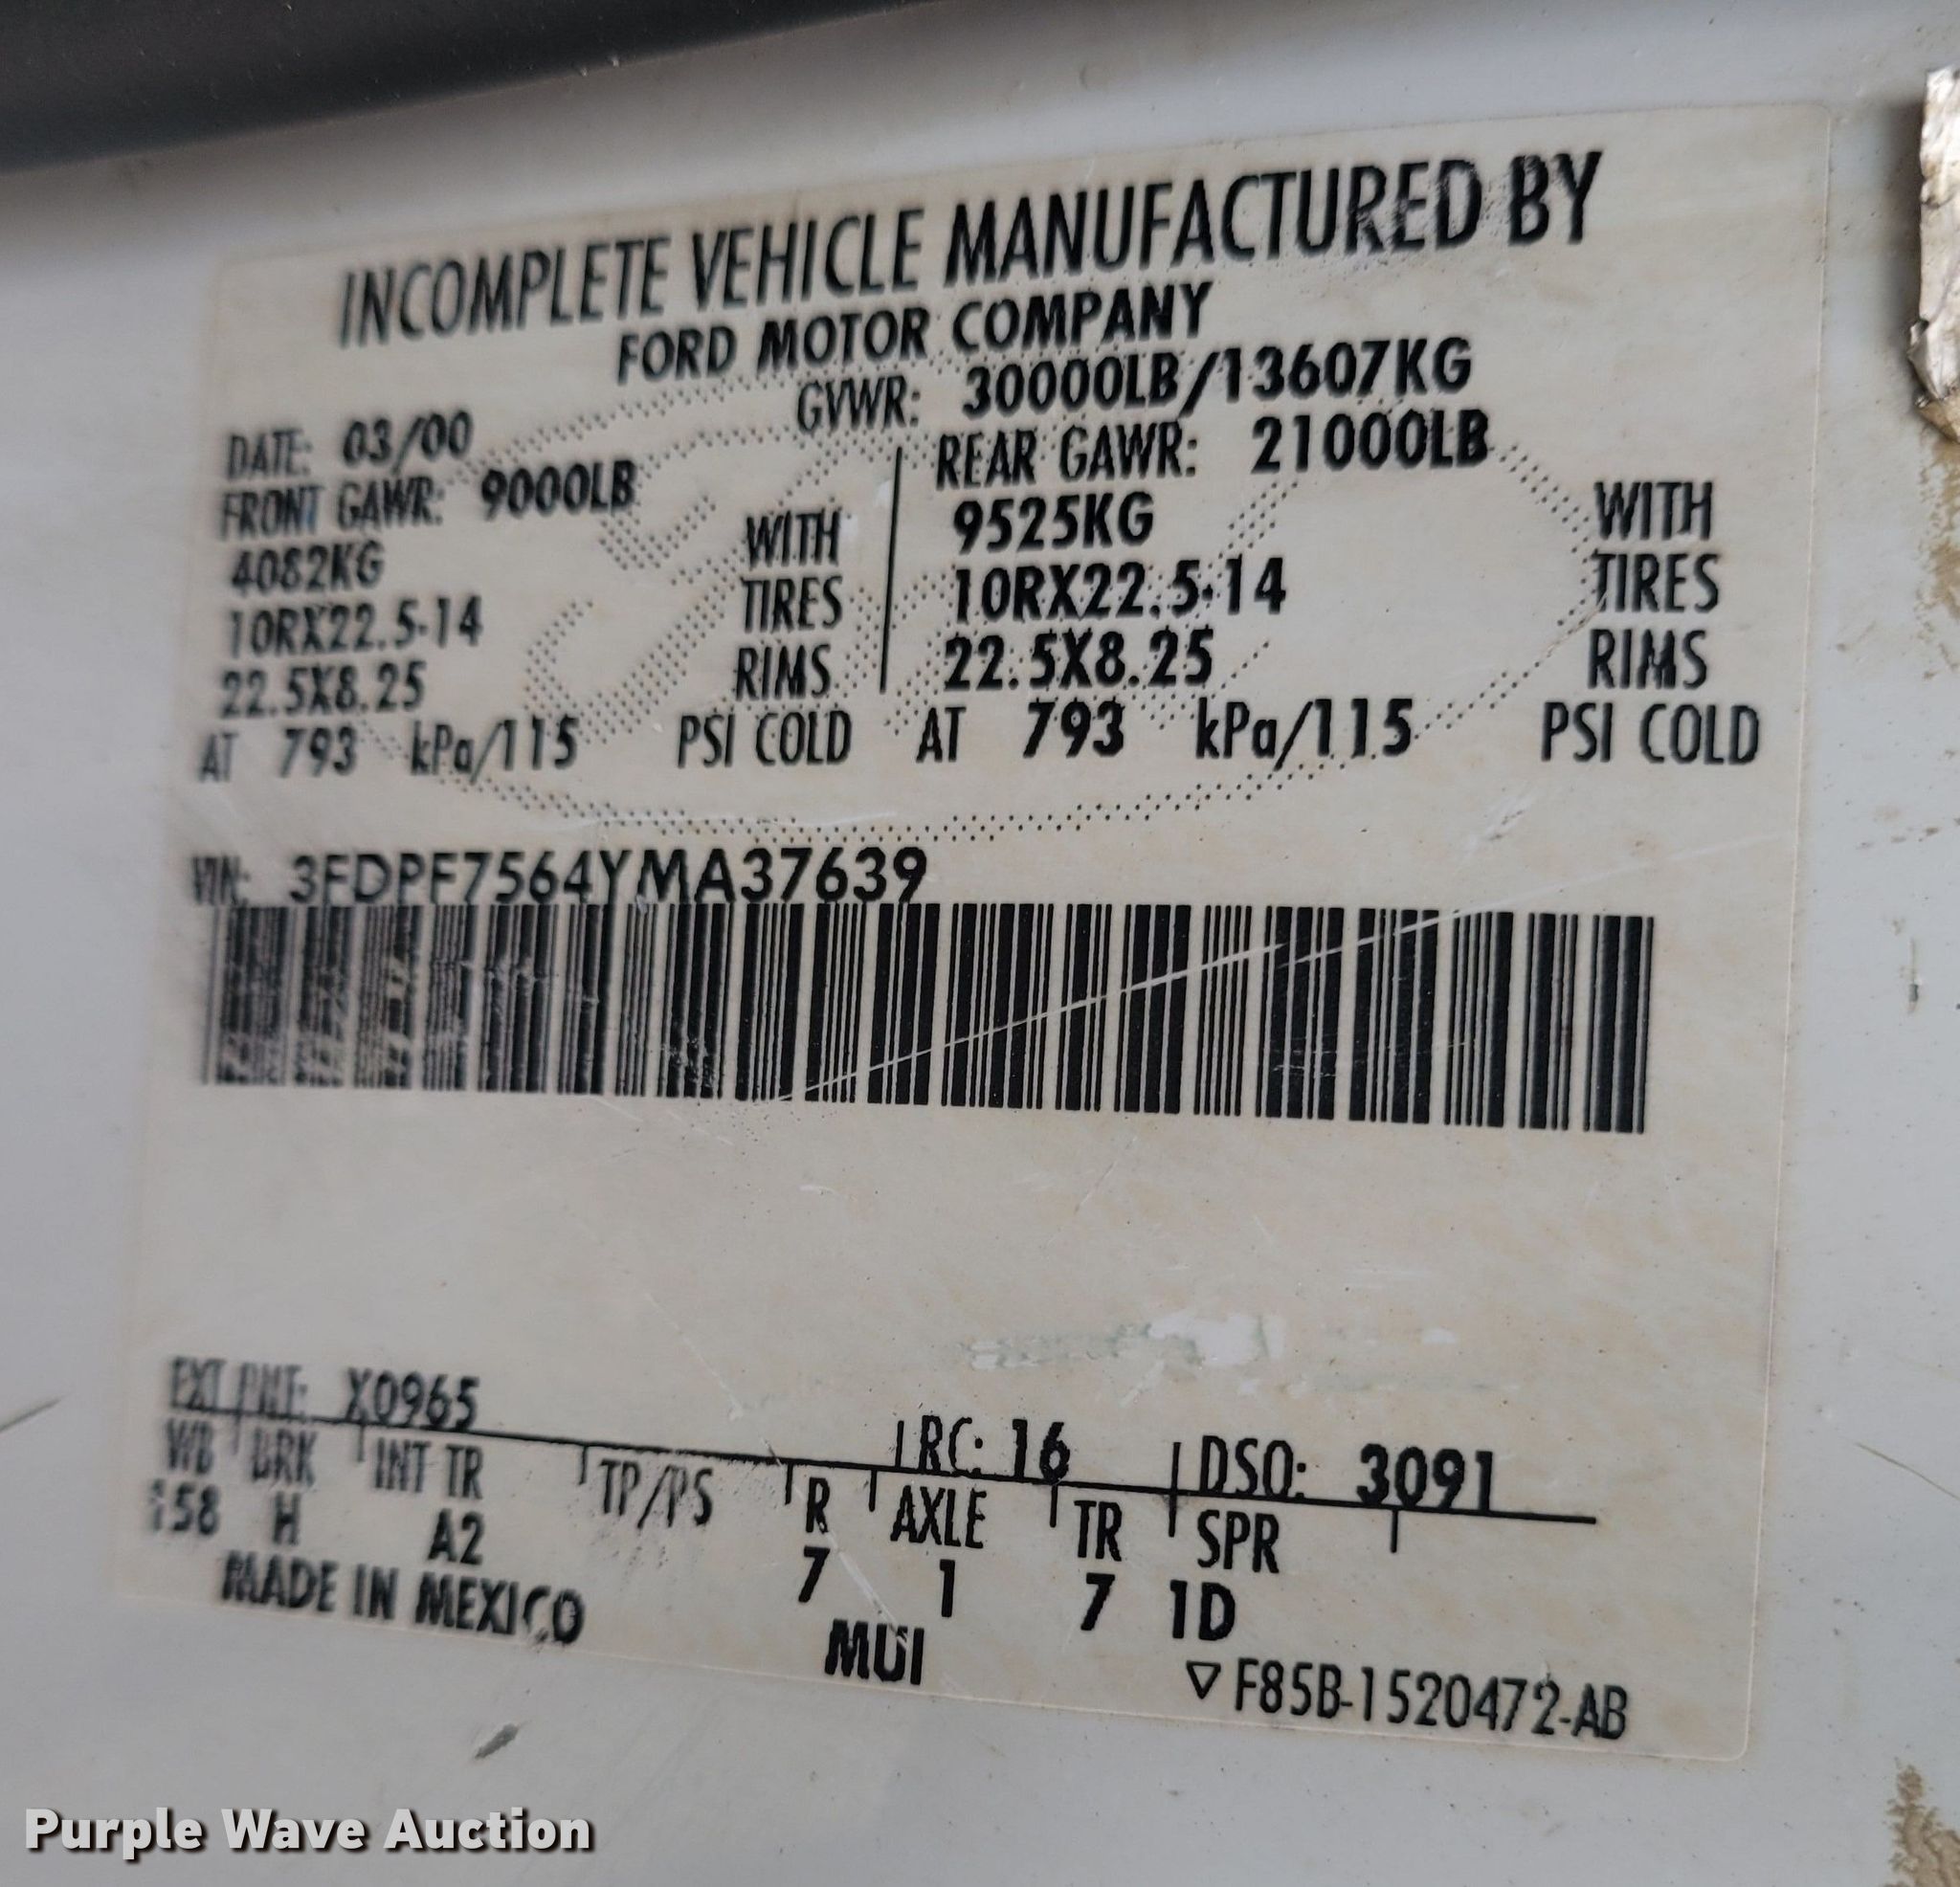 INCOMPLETE VEHICLE MANUFACTURED BY
FORD MOTOR COMPANY
DATE: 03/00 GVWR: 30000LB/13607KG
FRONT GAWR: 9000LB REAR GAWR: 21000LB
4082KG WITH 9525KG WITH
10RX22.5-14 TIRES 10RX22.5-14 TIRES
22.5X8.25 RIMS 22.5X8.25 RIMS
AT 793 kPa/115 PSI COLD AT 793 kPa/115 PSI COLD
VIN: 3FDPF7564YMA37639
EXT PNT: X0965 RC: 16 DSO: 3091
WB BRK INT TR TP/PS R AXLE TR SPR
158 H A2 7 1 7 1D
MADE IN MEXICO MUI
▽ F85B-1520472-AB
Purple Wave Auction